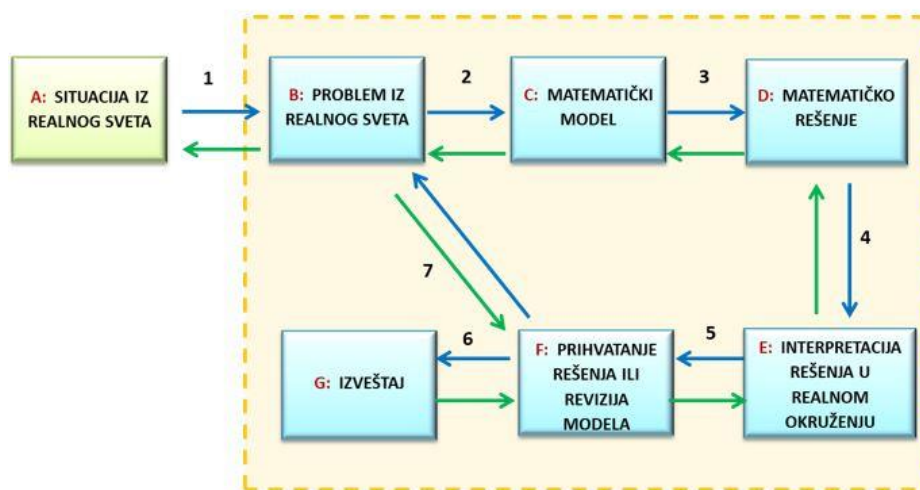 A: SITUACIJA IZ
REALNOG SVETA
1
B: PROBLEM IZ
REALNOG SVETA
2
C: MATEMATIČKI
MODEL
3
D: MATEMATIČKO
REŠENJE
4
7
G: IZVEŠTAJ
6
F: PRIHVATANJE
REŠENJA ILI
REVIZIJA
MODELA
5
E: INTERPRETACIJA
REŠENJA U
REALNOM
OKRUŽENJU